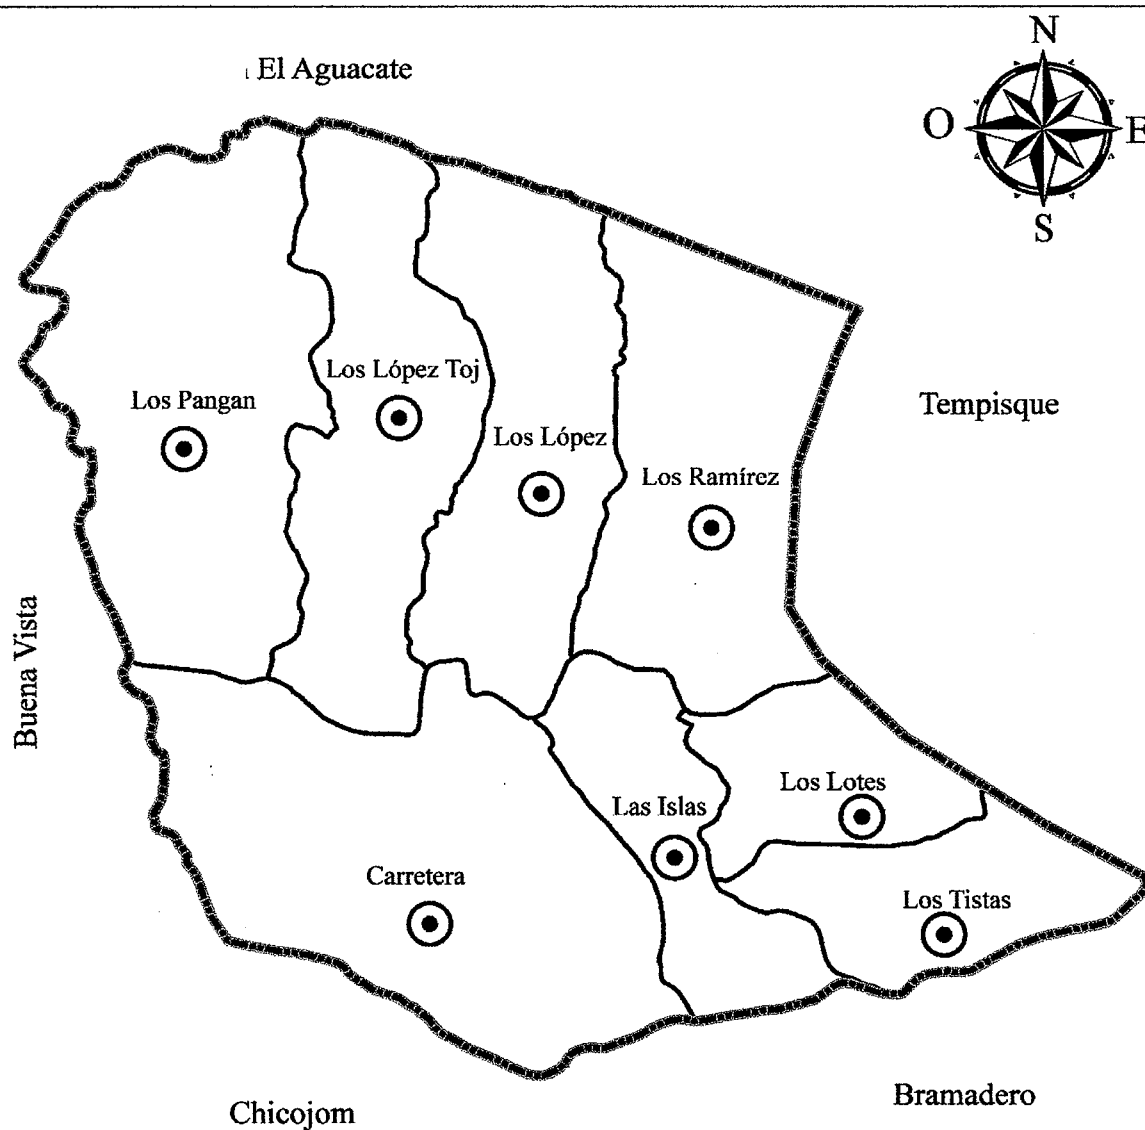 N
El Aguacate
O
E
S
Los López Toj
Los Pangan
Tempisque
Los López
Los Ramírez
Buena Vista
Los Lotes
Las Islas
Carretera
Los Tistas
Bramadero
Chicojom